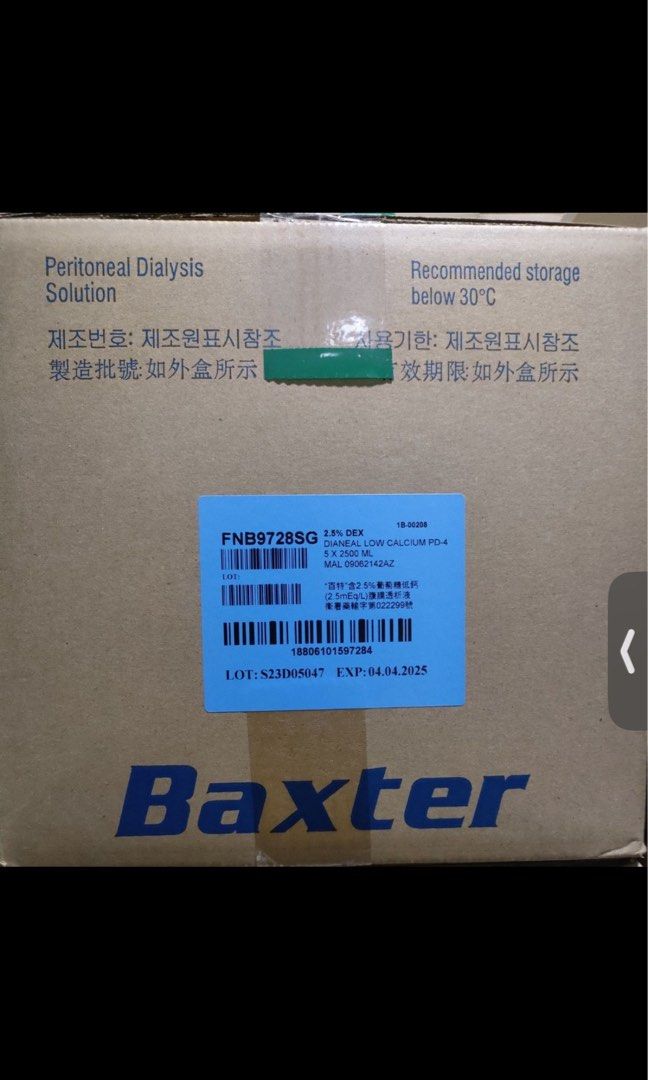 Peritoneal Dialysis
Solution
Recommended storage
below 30°C
제조번호: 제조원표시참조
사용기한: 제조원표시참조
製造批號:如外盒所示
效期限:如外盒所示
FNB9728SG
2.5% DEX
1B-00208
DIANEAL LOW CALCIUM PD-4
5 X 2500 ML
MAL 09062142AZ
LOT:
"百特"含2.5%葡萄糖低鈣
(2.5mEq/L)腹膜透析液
衛署藥輸字第022299號
18806101597284
LOT: S23D05047 EXP: 04.04.2025
Baxter